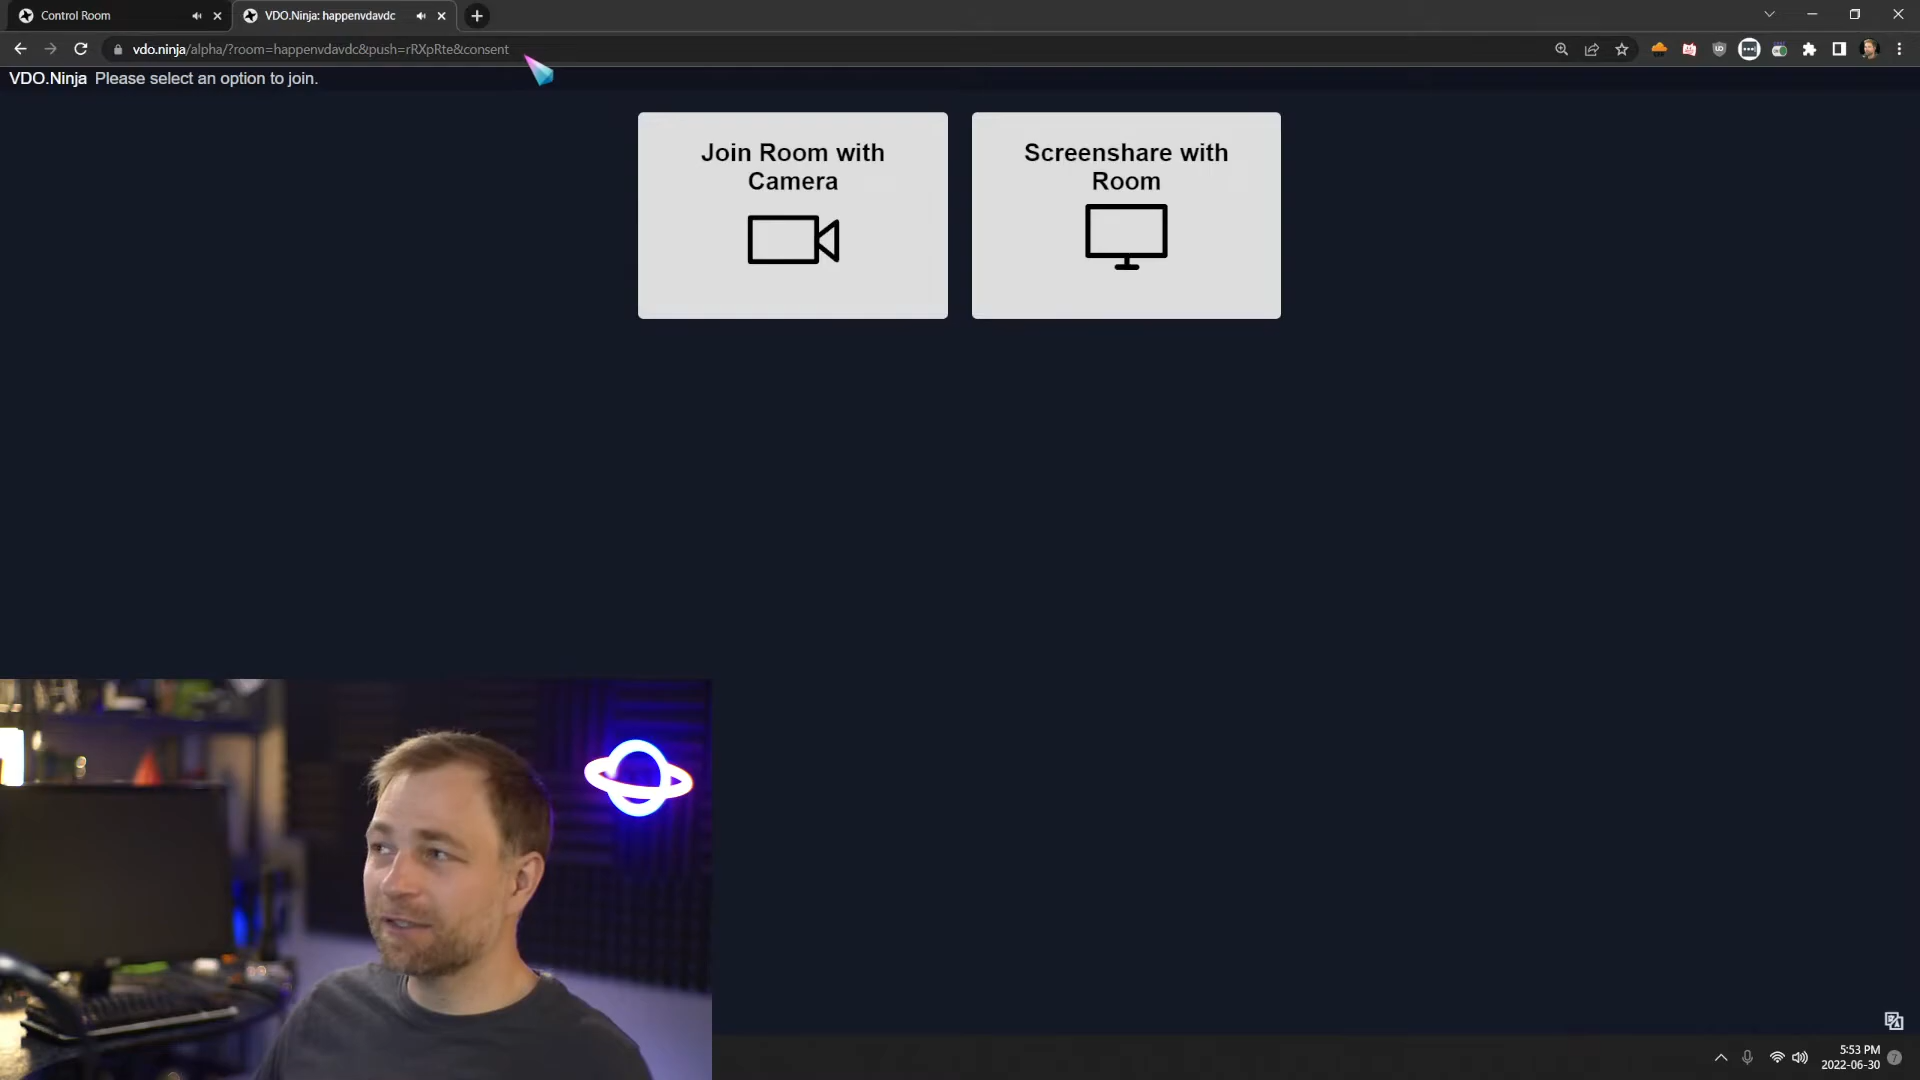 Control Room
VDO.Ninja: happenvdavdc
vdo.ninja/alpha/?room=happenvdavdc&push=rRXpRte&consent
VDO.Ninja Please select an option to join.
Join Room with
Camera
Screenshare with
Room
5:53 PM
2022-06-30
7